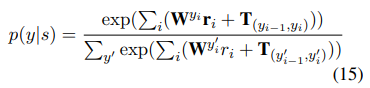 p(y|s) = exp(∑_i(W^{y_i} r_i + T_{(y_{i-1},y_i)})) / ∑_{y'} exp(∑_i(W^{y'_i} r_i + T_{(y'_{i-1},y'_i)}))
(15)